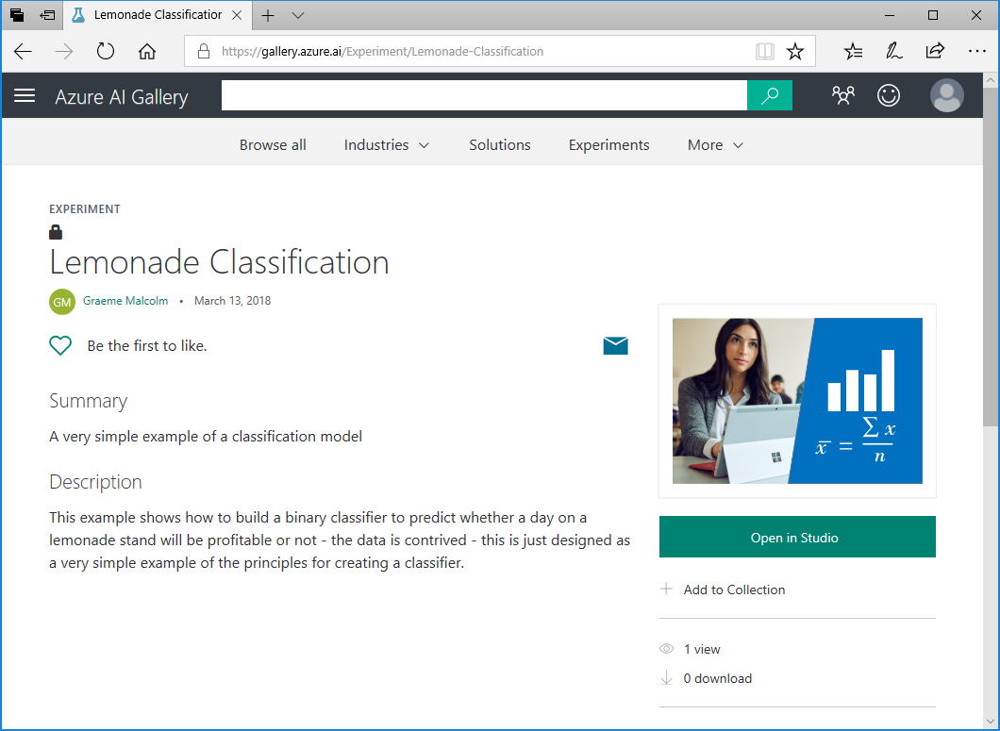 Lemonade Classification
https://gallery.azure.ai/Experiment/Lemonade-Classification
Azure AI Gallery
Browse all Industries Solutions Experiments More
EXPERIMENT
Lemonade Classification
GM Graeme Malcolm • March 13, 2018
Be the first to like.
Summary
A very simple example of a classification model
Description
This example shows how to build a binary classifier to predict whether a day on a
lemonade stand will be profitable or not - the data is contrived - this is just designed as
a very simple example of the principles for creating a classifier.
x̄ = ∑ x
n
Open in Studio
Add to Collection
1 view
0 download